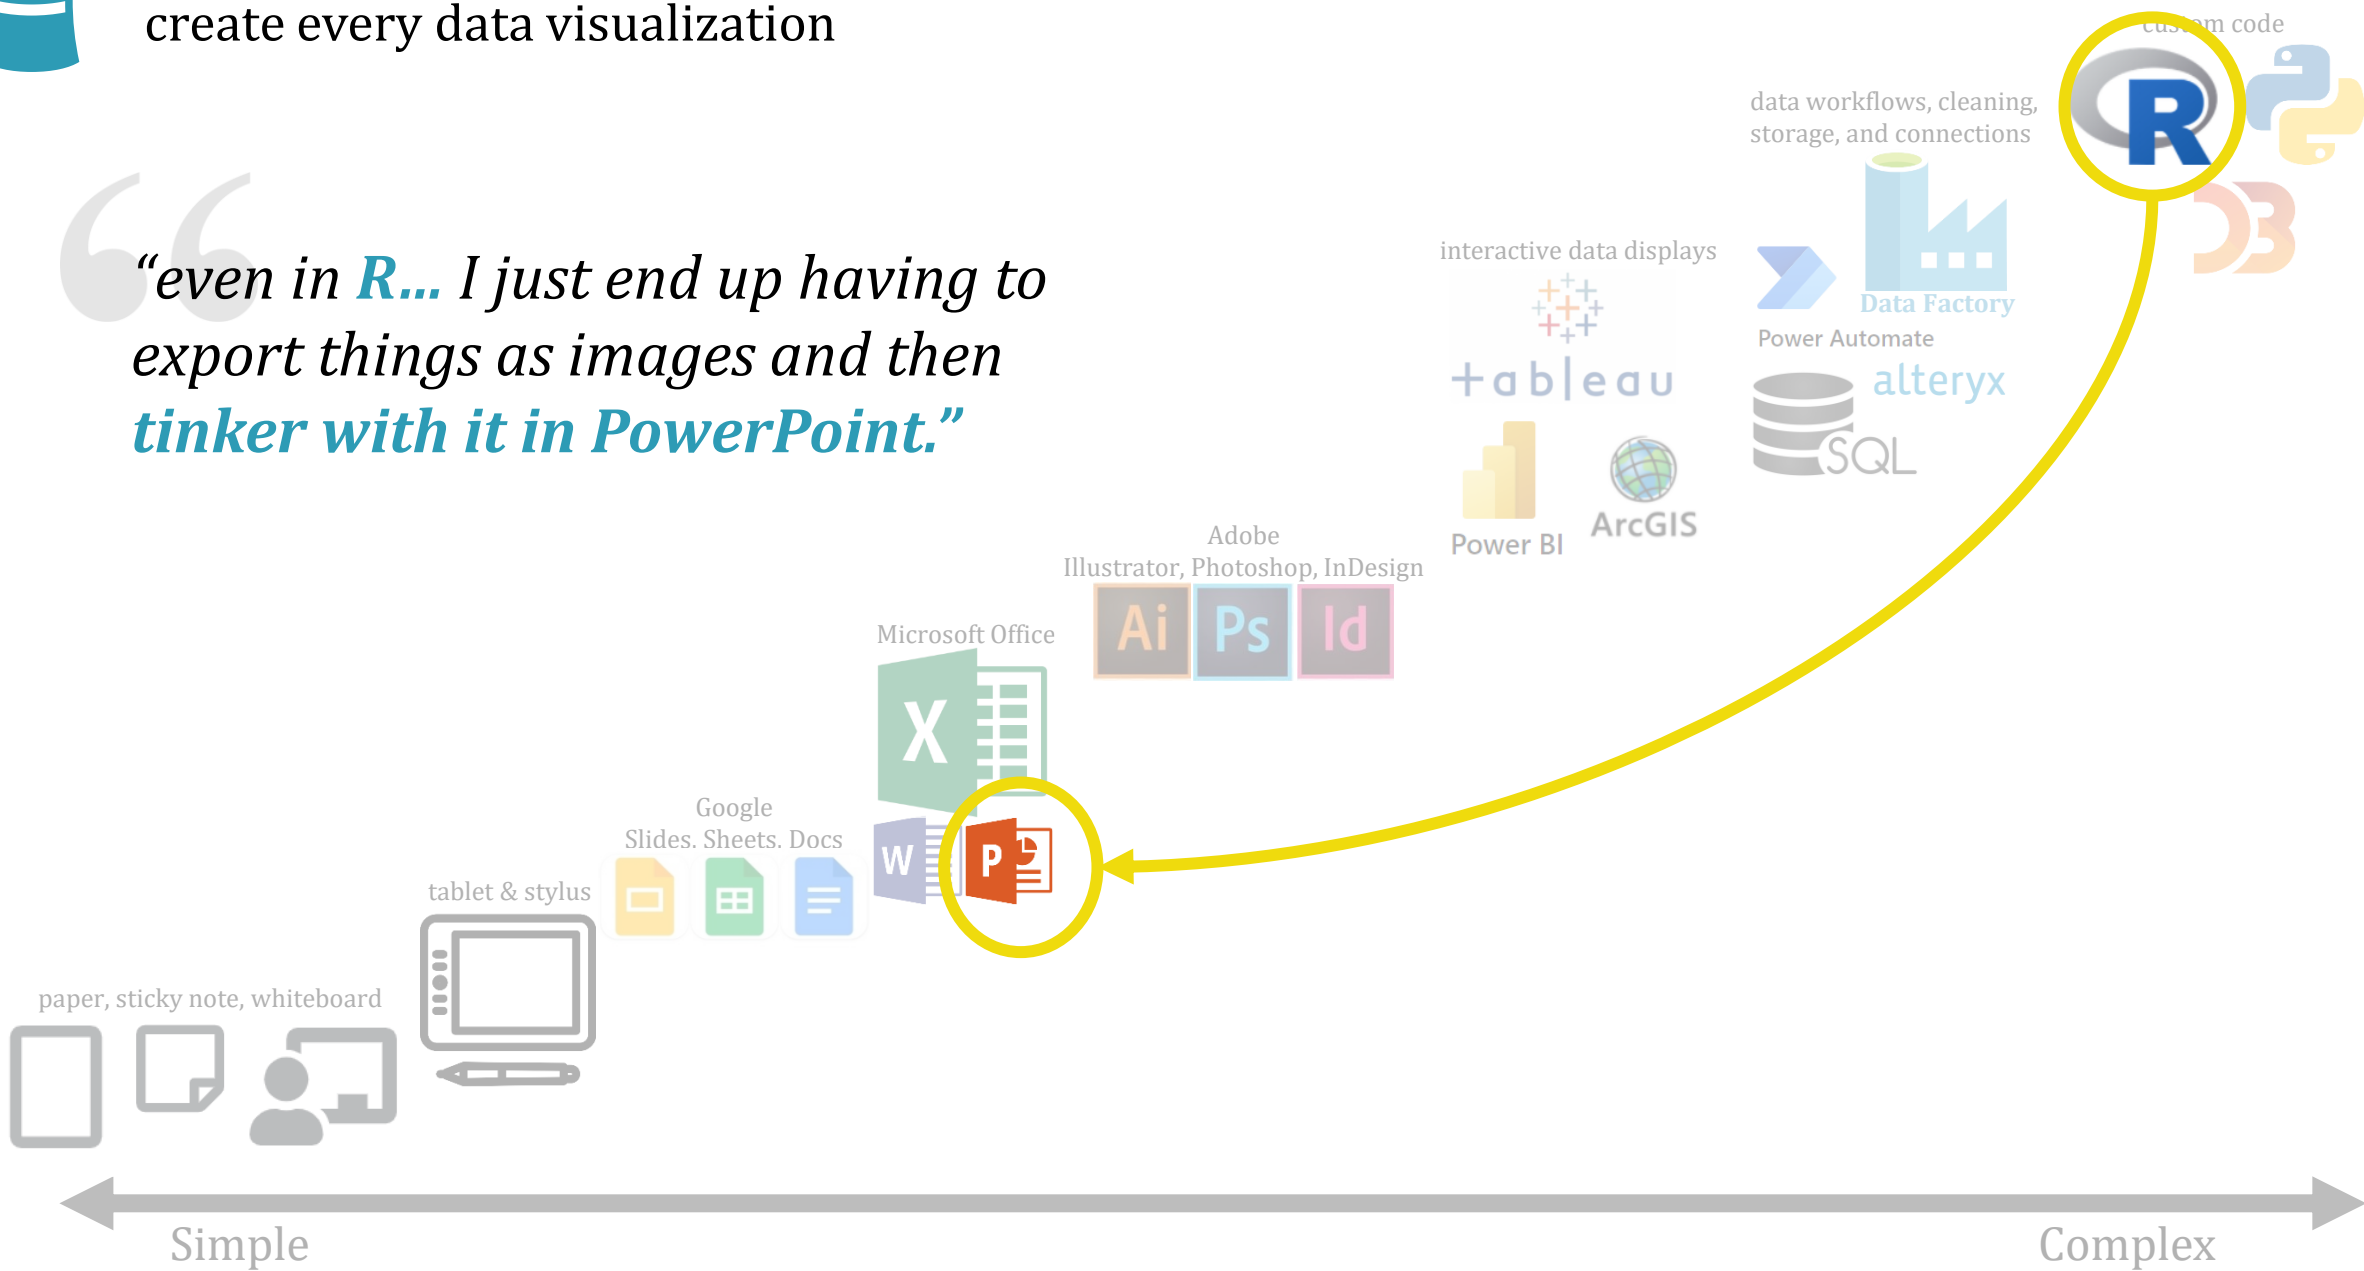 create every data visualization
custom code
data workflows, cleaning,
storage, and connections
“even in R... I just end up having to
export things as images and then
tinker with it in PowerPoint.”
interactive data displays
+ableau
Power BI
ArcGIS
Data Factory
Power Automate
alteryx
SQL
R
D3
Adobe
Illustrator, Photoshop, InDesign
Ai Ps Id
Microsoft Office
X
W P
Google
Slides, Sheets, Docs
tablet & stylus
paper, sticky note, whiteboard
Simple
Complex